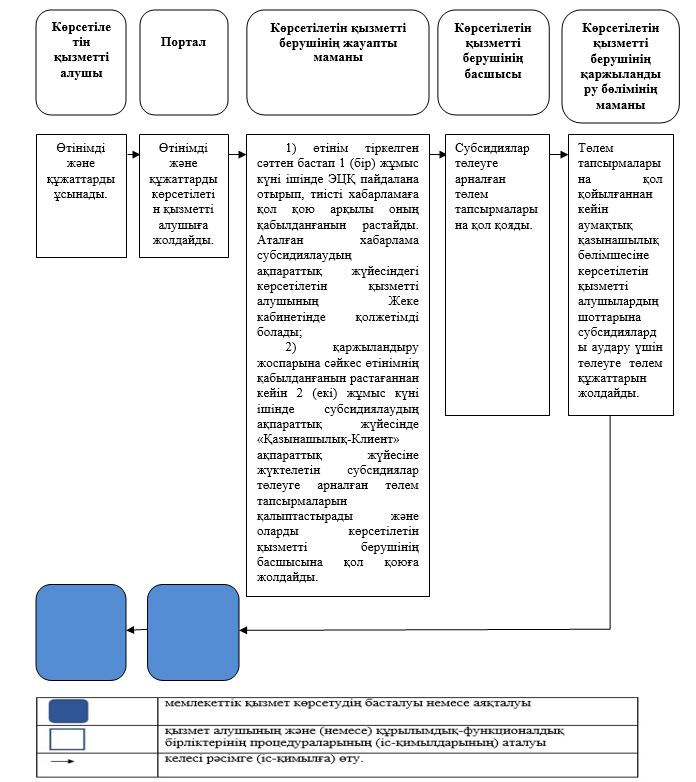 Көрсетіле
тін
қызметті
алушы
Портал
Көрсетілетін қызметті
берушінің жауапты
маманы
Көрсетілетін
қызметті
берушінің
басшысы
Көрсетілетін
қызметті
берушінің
қаржыланды
ру бөлімінің
маманы
Өтінімді
және
құжаттарды
ұсынады.
Өтінімді
және
құжаттарды
көрсетілеті
н қызметті
алушыға
жолдайды.
1) өтінім тіркелген
сәттен бастап 1 (бір) жұмыс
күні ішінде ЭЦҚ пайдалана
отырып, тиісті хабарламаға
қол қою арқылы оның
қабылданғанын растайды.
Аталған хабарлама
субсидиялаудың
ақпараттық жүйесіндегі
көрсетілетін қызметті
алушының Жеке
кабинетінде қолжетімді
болады;
2) қаржыландыру
жоспарына сәйкес өтінімнің
қабылданғанын растағаннан
кейін 2 (екі) жұмыс күні
ішінде субсидиялаудың
ақпараттық жүйесінде
«Қазынашылық-Клиент»
ақпараттық жүйесіне
жүктелетін субсидиялар
төлеуге арналған төлем
тапсырмаларын
қалыптастырады және
оларды көрсетілетін
қызметті берушінің
басшысына қол қоюға
жолдайды.
Субсидиялар
төлеуге
арналған
төлем
тапсырмалары
на қол қояды.
Төлем
тапсырмалары
на қол
қойылғаннан
кейін
аумақтық
қазынашылық
бөлімшесіне
көрсетілетін
қызметті
алушылардың
шоттарына
субсидиялард
ы аудару үшін
төлеуге төлем
құжаттарын
жолдайды.
мемлекеттік қызмет көрсетудің басталуы немесе аяқталуы
қызмет алушының және (немесе) құрылымдық-функционалдық
бірліктерінің процедураларының (іс-қимылдарының) атауы
келесі рәсімге (іс-қимылға) өту.